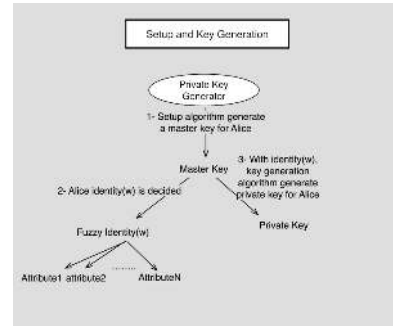 Setup and Key Generation
Private Key
Generator
1- Setup algorithm generate
a master key for Alice
Master Key
3- With identity(w),
key generation
algorithm generate
private key for Alice
2- Alice identity(w) is decided
Private Key
Fuzzy Identity(w)
Attribute1 attribute2 ......... AttributeN